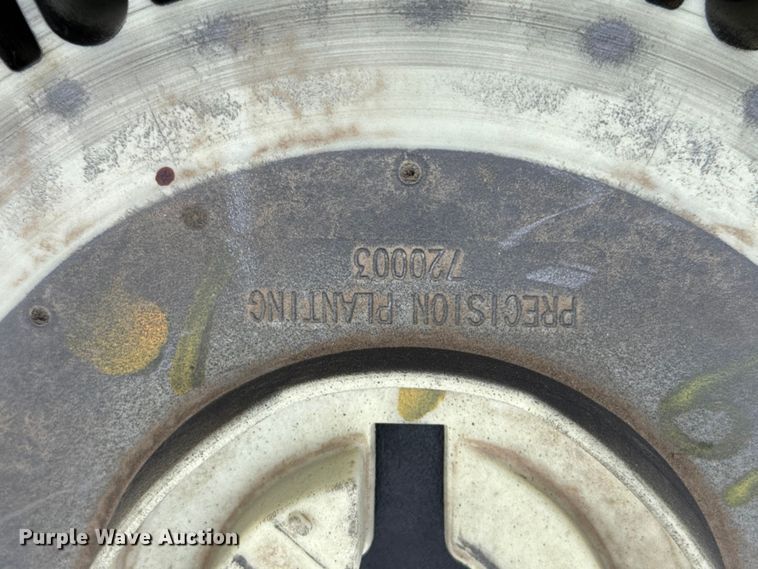 PRECISION PLANTING
720003
Purple Wave Auction